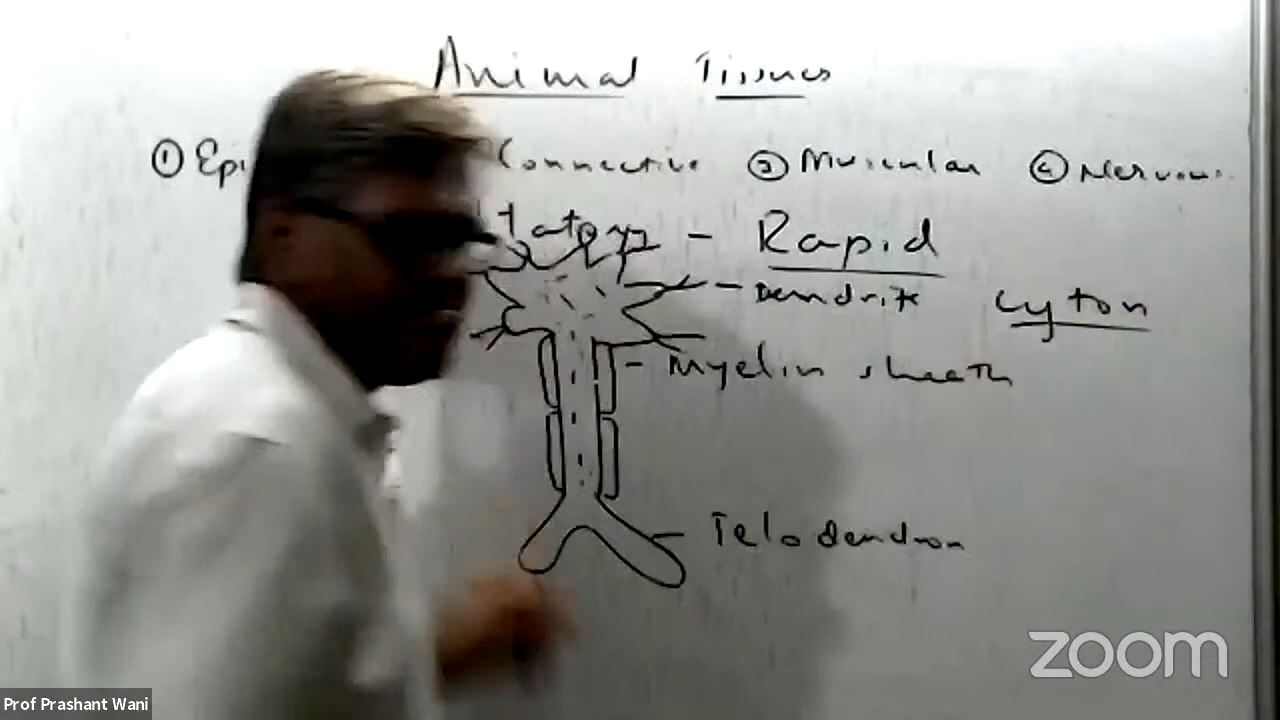 Animal Tissues
① Epi Connective ③ Muscular ④ Nervous
Rapid
Dendrite Cyton
Myelin sheath
Telodendron
zoom
Prof Prashant Wani